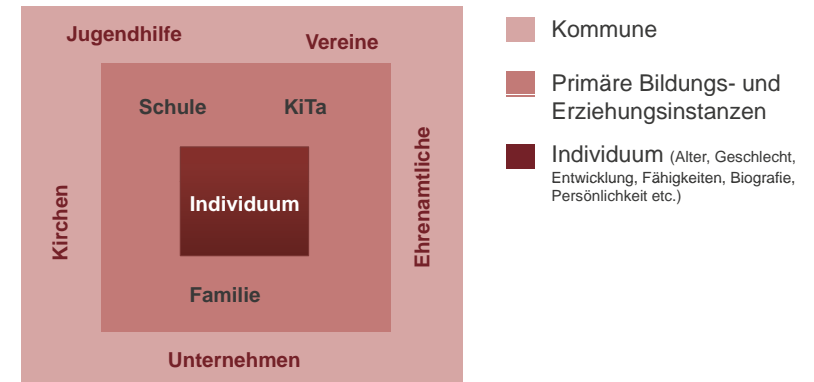 Jugendhilfe
Vereine
Schule
KiTa
Kirchen
Individuum
Ehrenamtliche
Familie
Unternehmen
Kommune
Primäre Bildungs- und
Erziehungsinstanzen
Individuum (Alter, Geschlecht,
Entwicklung, Fähigkeiten, Biografie,
Persönlichkeit etc.)